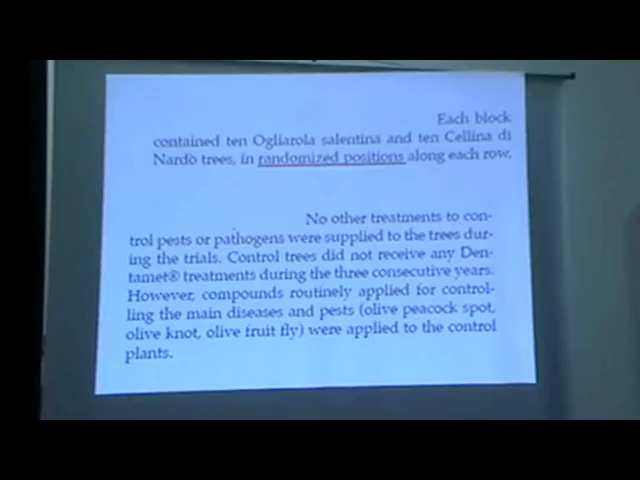 Each block
contained ten Ogliarola salentina and ten Cellina di
Nardò trees, in randomized positions along each row.
No other treatments to con-
trol pests or pathogens were supplied to the trees dur-
ing the trials. Control trees did not receive any Den-
tamet® treatments during the three consecutive years.
However, compounds routinely applied for control-
ling the main diseases and pests (olive peacock spot,
olive knot, olive fruit fly) were applied to the control
plants.